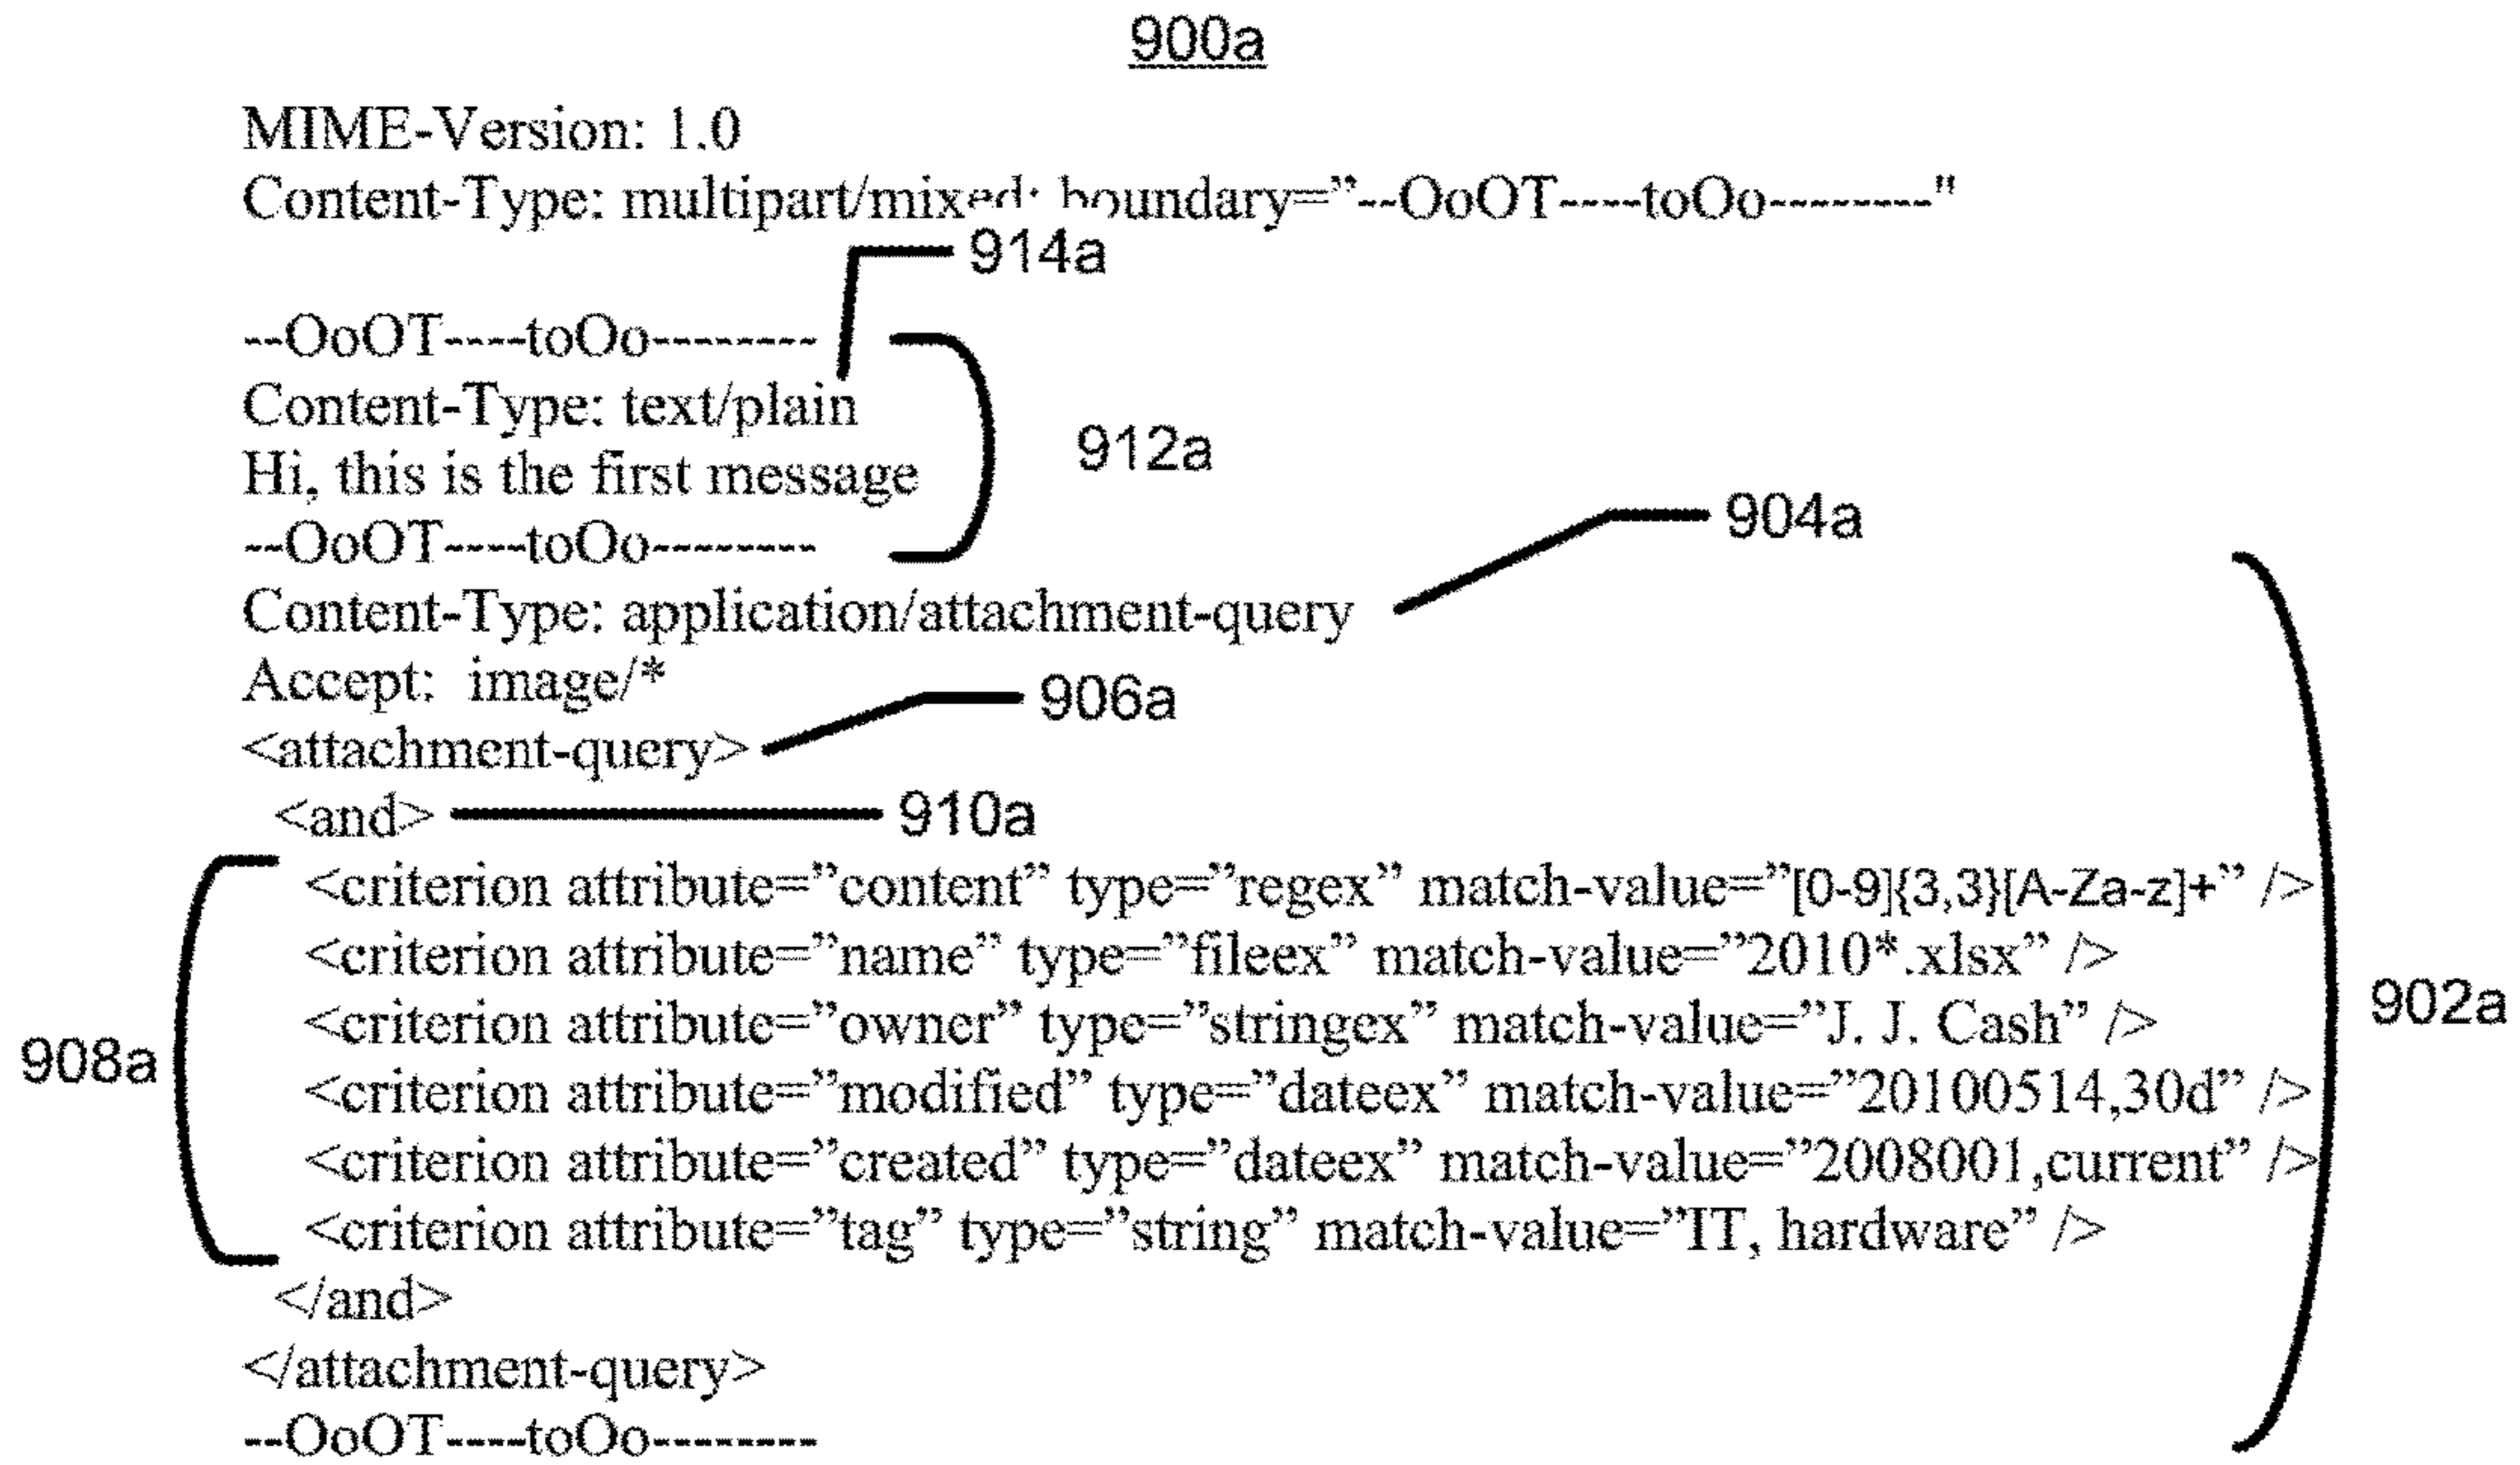 900a
MIME-Version: 1.0
Content-Type: multipart/mixed; boundary=”--OoOT----toOo--------"
914a
--OoOT----toOo--------
Content-Type: text/plain
912a
Hi, this is the first message
904a
--OoOT----toOo--------
Content-Type: application/attachment-query
Accept:  image/*
906a
<attachment-query>
<and>
910a
<criterion attribute=”content” type=”regex” match-value=”[0-9]{3,3}[A-Za-z]+” />
<criterion attribute=”name” type=”fileex” match-value=”2010*.xlsx” />
<criterion attribute=”owner” type=”stringex” match-value=”J. J. Cash” />
902a
908a
<criterion attribute=”modified” type=”dateex” match-value=”20100514,30d” />
<criterion attribute=”created” type=”dateex” match-value=”2008001,current” />
<criterion attribute=”tag” type=”string” match-value=”IT, hardware” />
</and>
</attachment-query>
--OoOT----toOo--------